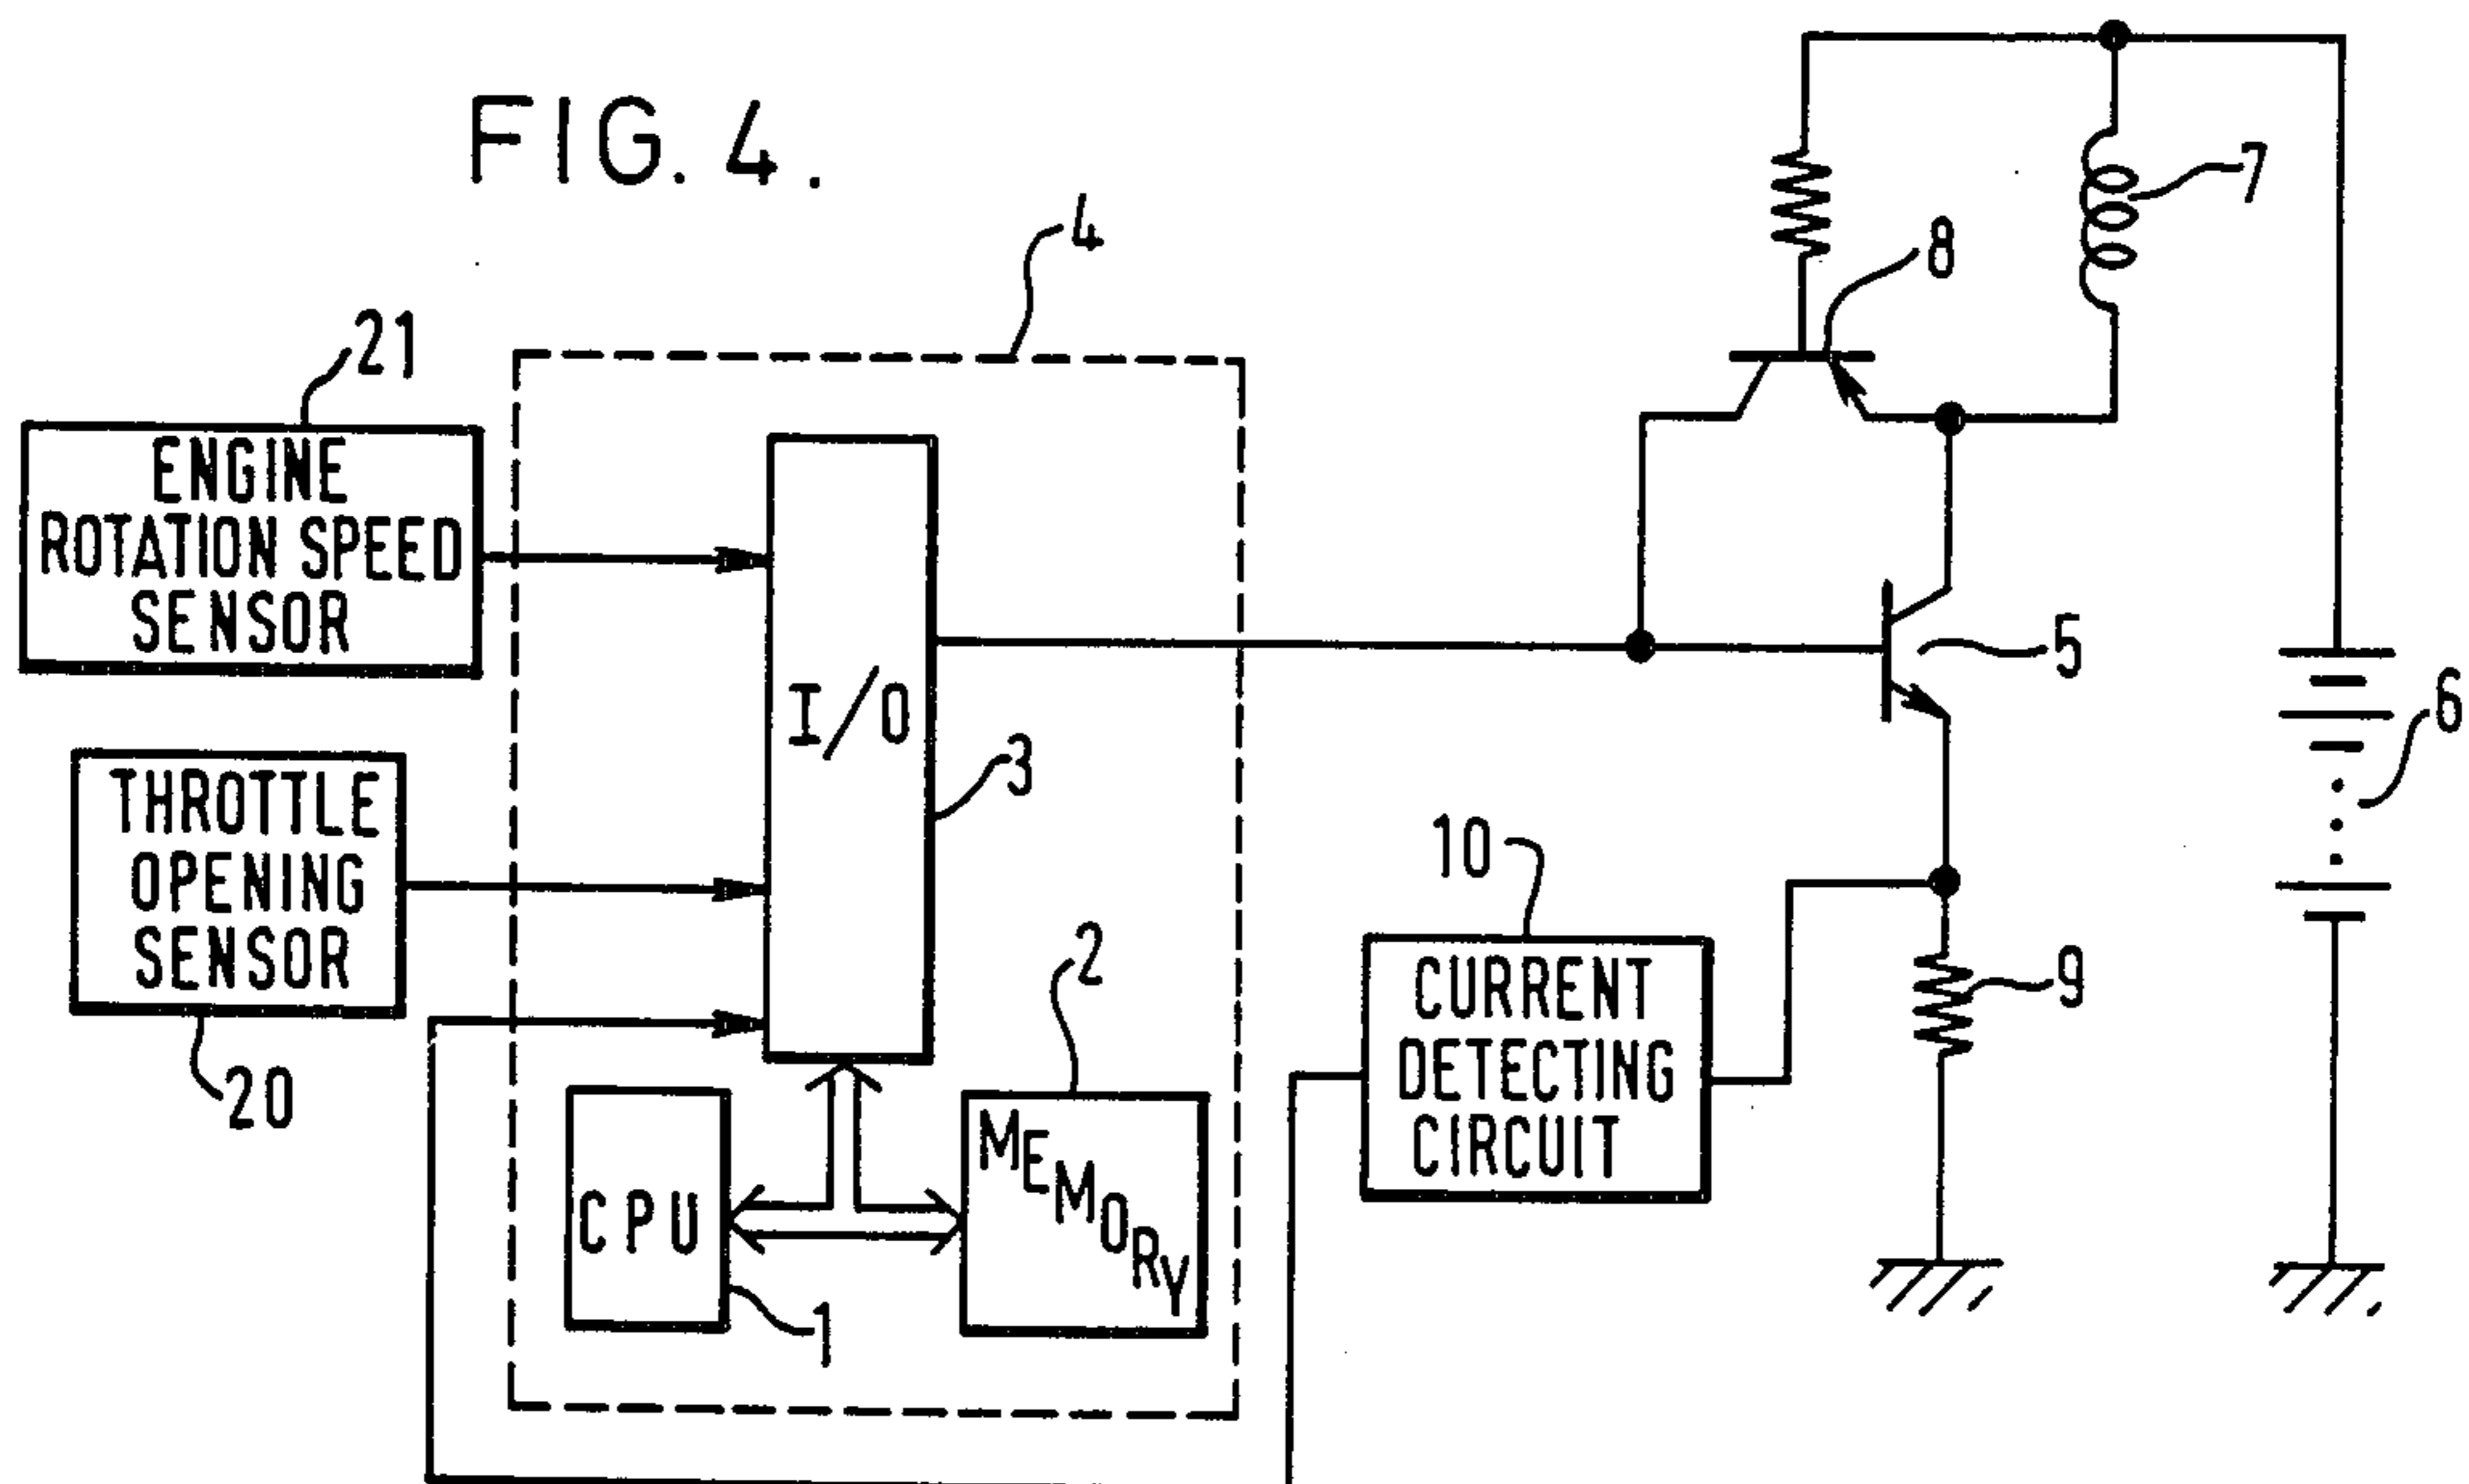 FIG. 4.
4
7
8
21
ENGINE
ROTATION SPEED
SENSOR
I/O
5
6
3
THROTTLE
OPENING
SENSOR
20
10
CURRENT
DETECTING
CIRCUIT
9
2
MEMORY
CPU
1